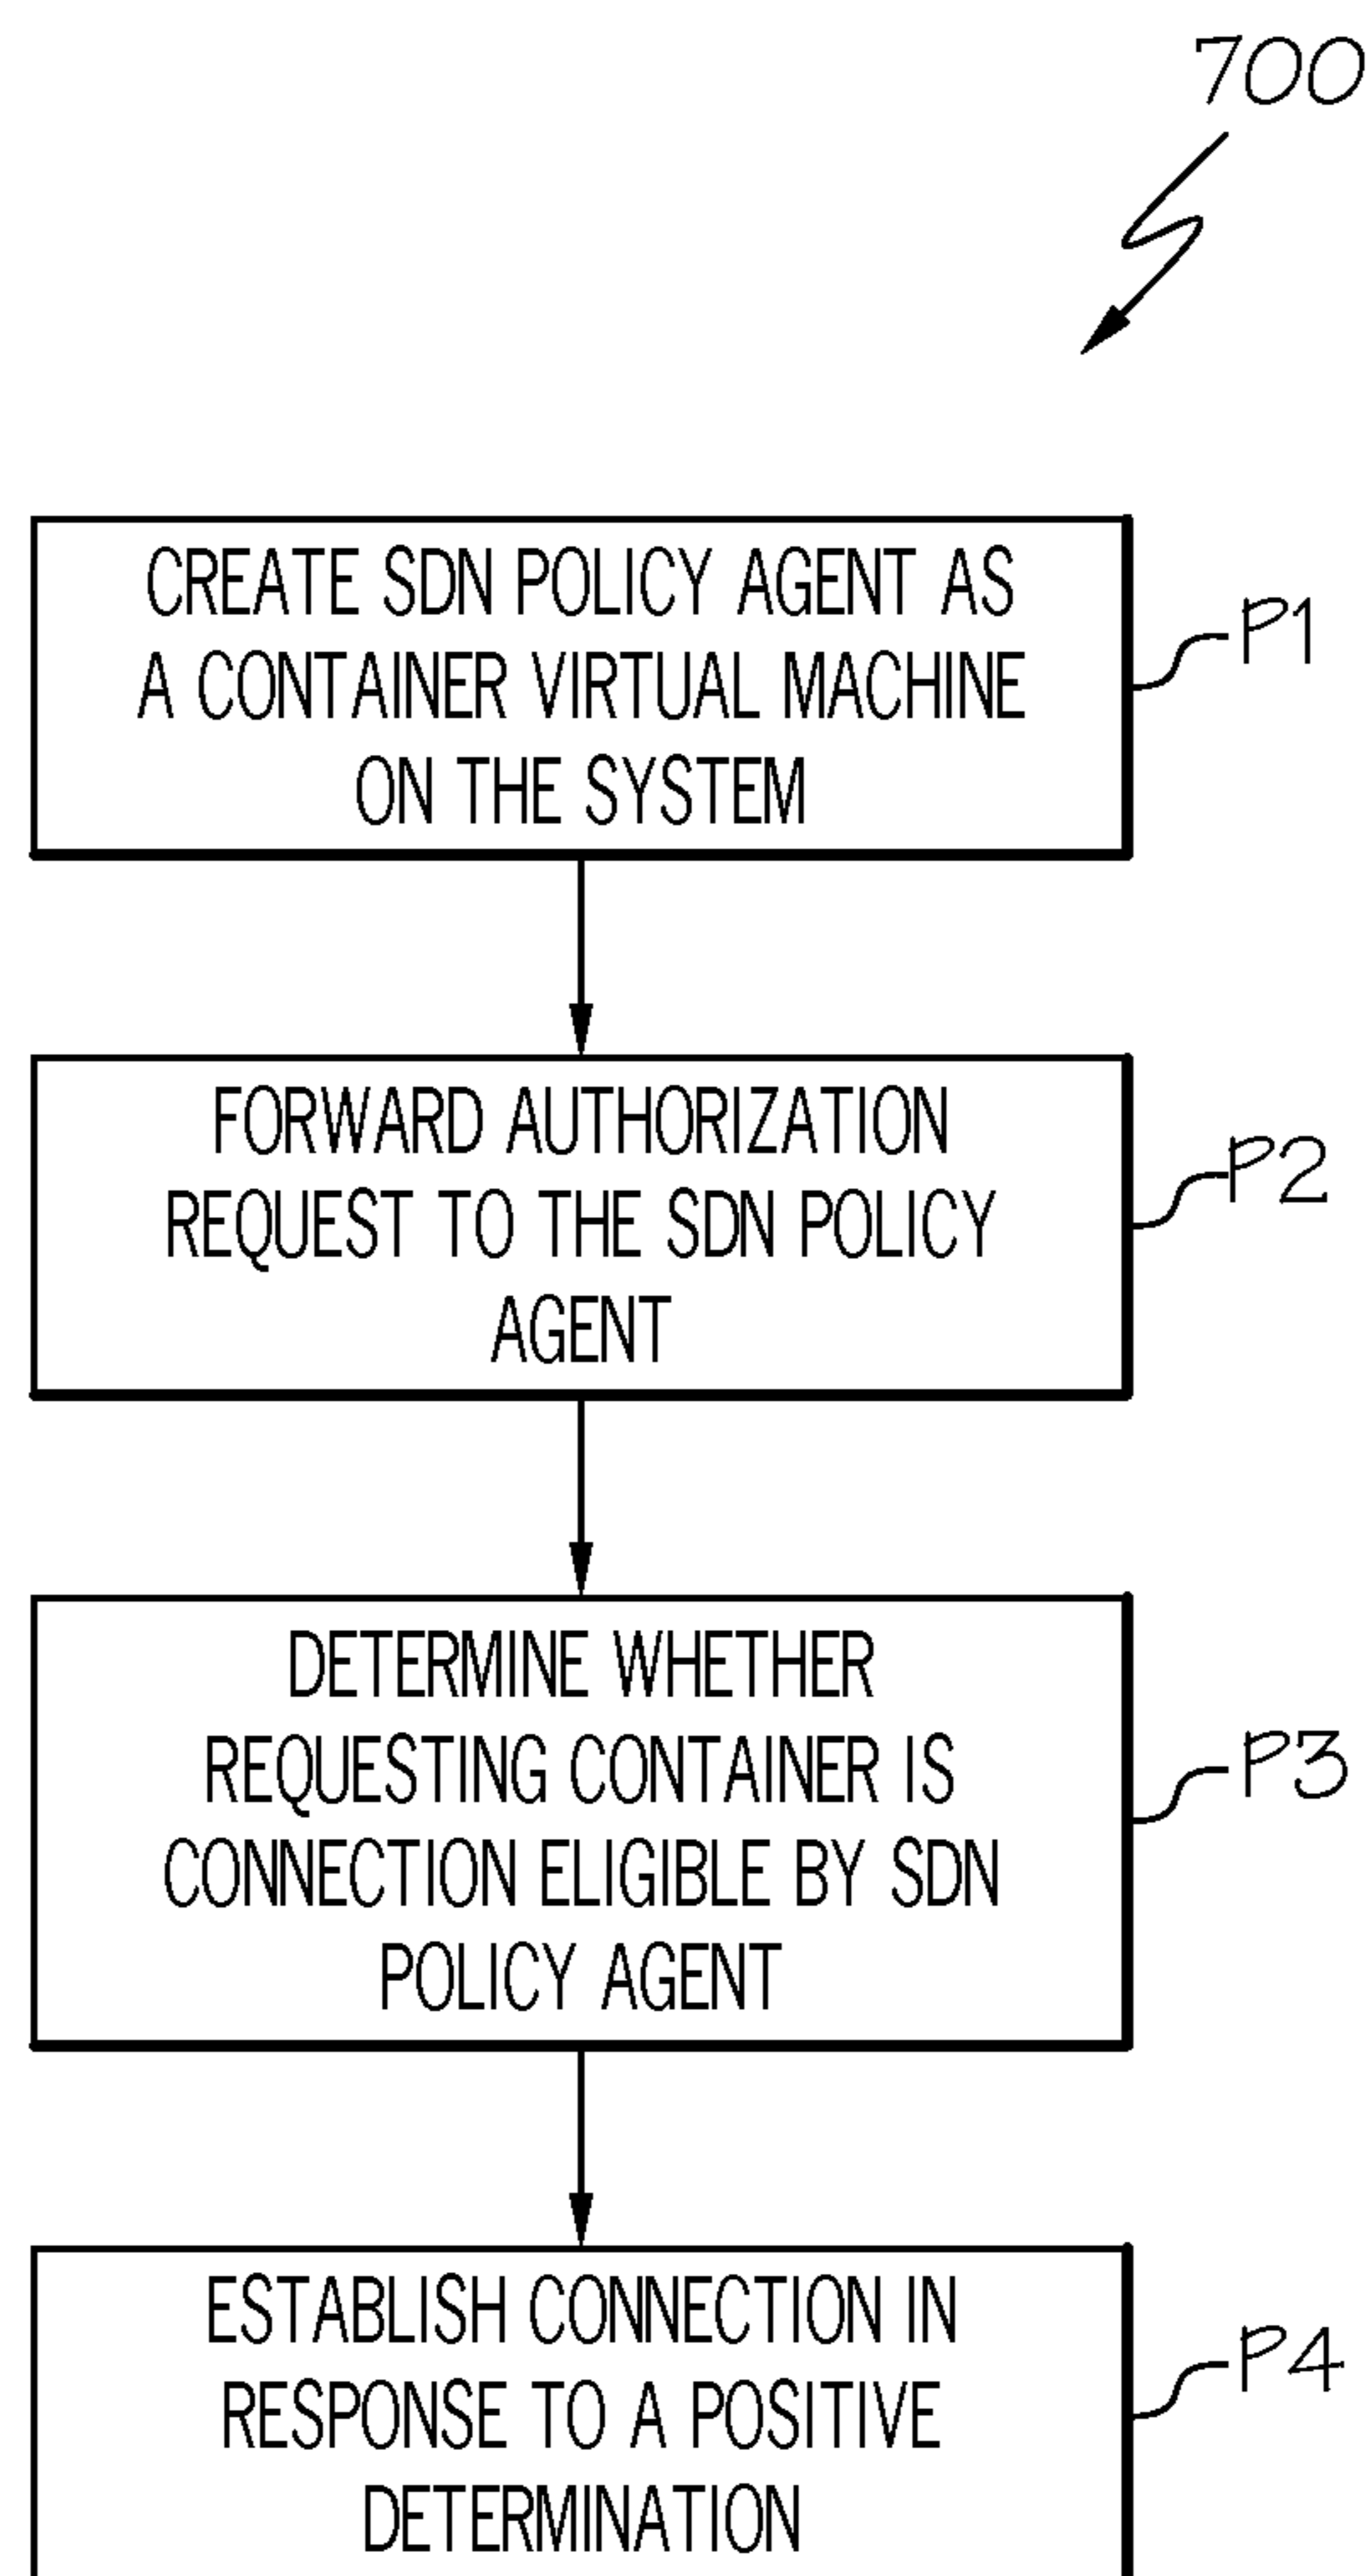 700
CREATE SDN POLICY AGENT AS
A CONTAINER VIRTUAL MACHINE
ON THE SYSTEM
P1
FORWARD AUTHORIZATION
REQUEST TO THE SDN POLICY
AGENT
P2
DETERMINE WHETHER
REQUESTING CONTAINER IS
CONNECTION ELIGIBLE BY SDN
POLICY AGENT
P3
ESTABLISH CONNECTION IN
RESPONSE TO A POSITIVE
DETERMINATION
P4